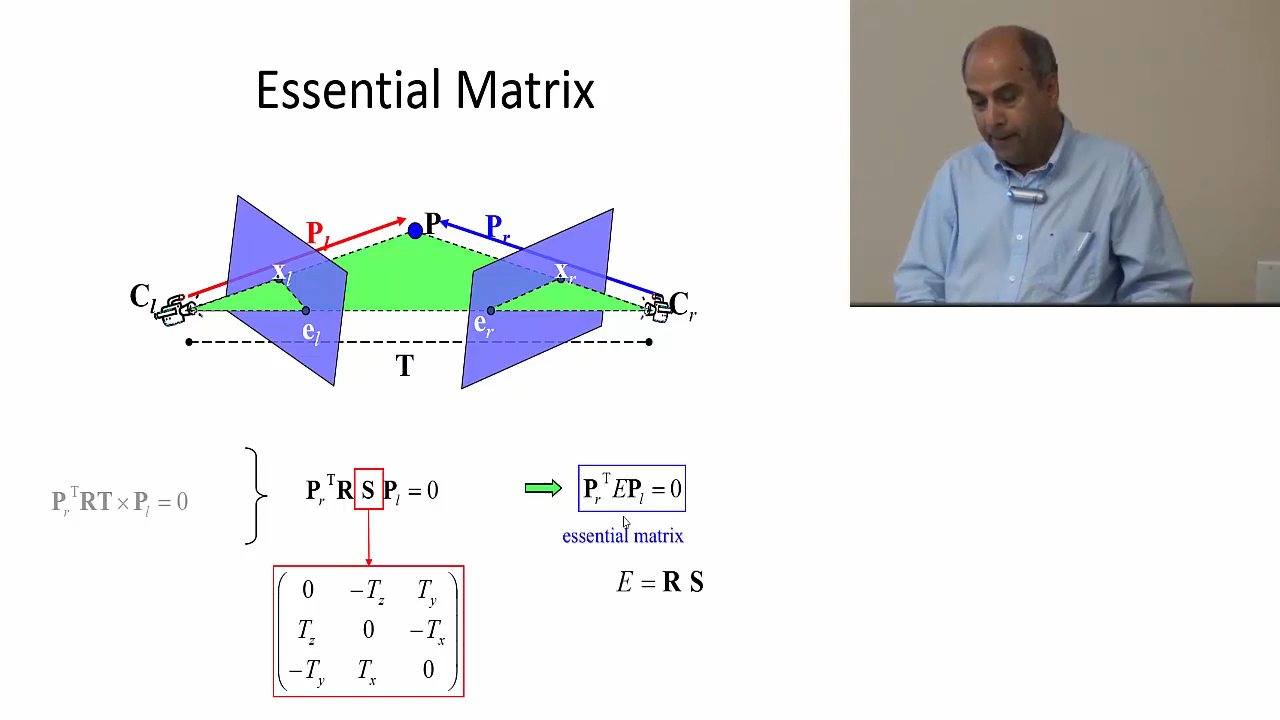 Essential Matrix
P
P_l
P_r
x_l
x_r
C_l
C_r
e_l
e_r
T
P_r^T RT × P_l = 0
P_r^T R S P_l = 0
P_r^T E P_l = 0
essential matrix
E = R S
0 −T_z T_y
T_z 0 −T_x
−T_y T_x 0